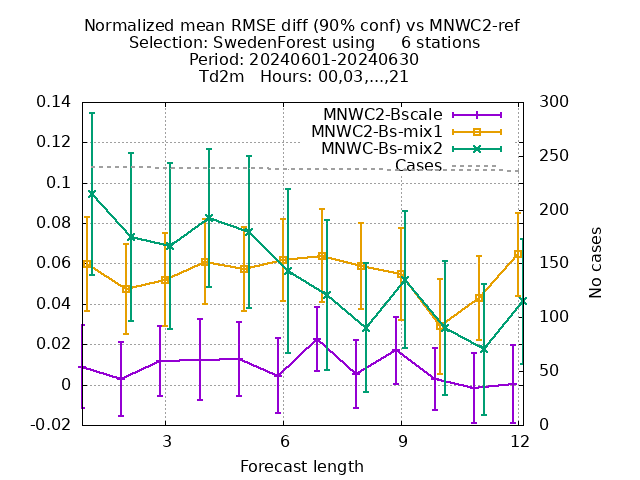 Normalized mean RMSE diff (90% conf) vs MNWC2-ref
Selection: SwedenForest using 6 stations
Period: 20240601-20240630
Td2m Hours: 00,03,...,21
MNWC2-Bscale
MNWC2-Bs-mix1
MNWC-Bs-mix2
Cases
0.14
0.12
0.1
0.08
0.06
0.04
0.02
0
-0.02
300
250
200
150
100
50
0
No cases
3
6
9
12
Forecast length